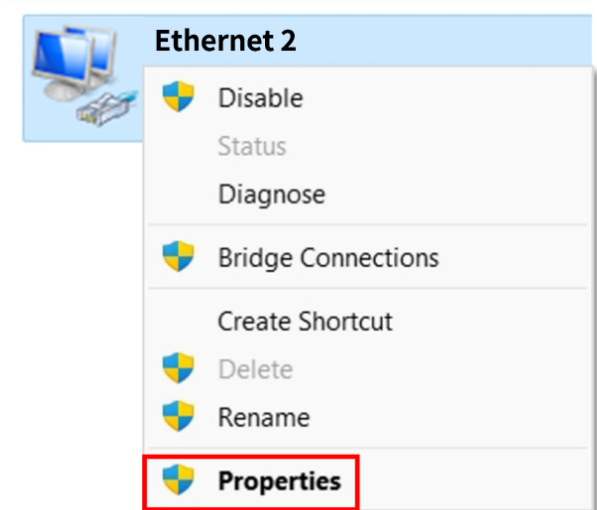 Ethernet 2
Disable
Status
Diagnose
Bridge Connections
Create Shortcut
Delete
Rename
Properties